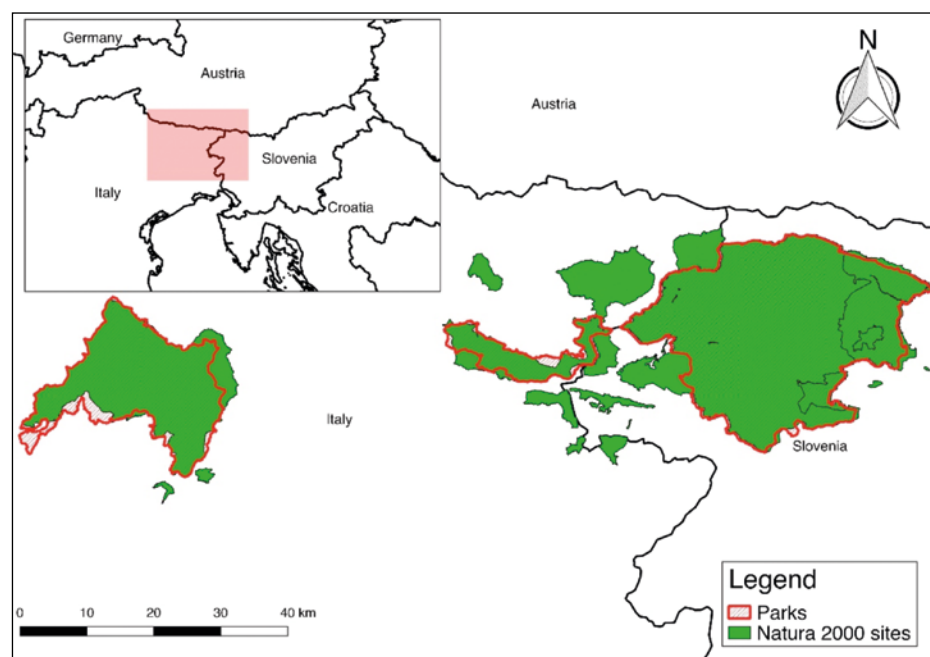 Germany
Austria
Slovenia
Italy
Croatia
N
Austria
Italy
Slovenia
0 10 20 30 40 km
Legend
Parks
Natura 2000 sites